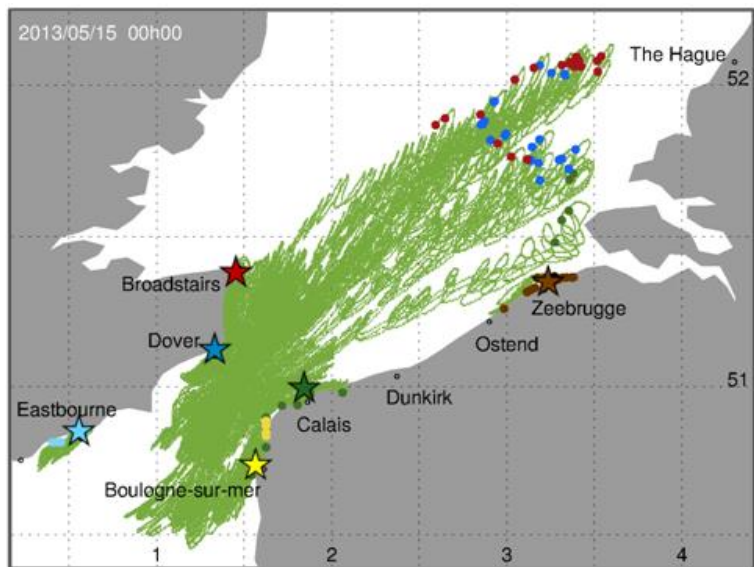 2013/05/15 00h00
The Hague
52
Broadstairs
Zeebrugge
Dover
Ostend
51
Dunkirk
Eastbourne
Calais
Boulogne-sur-mer
1 2 3 4